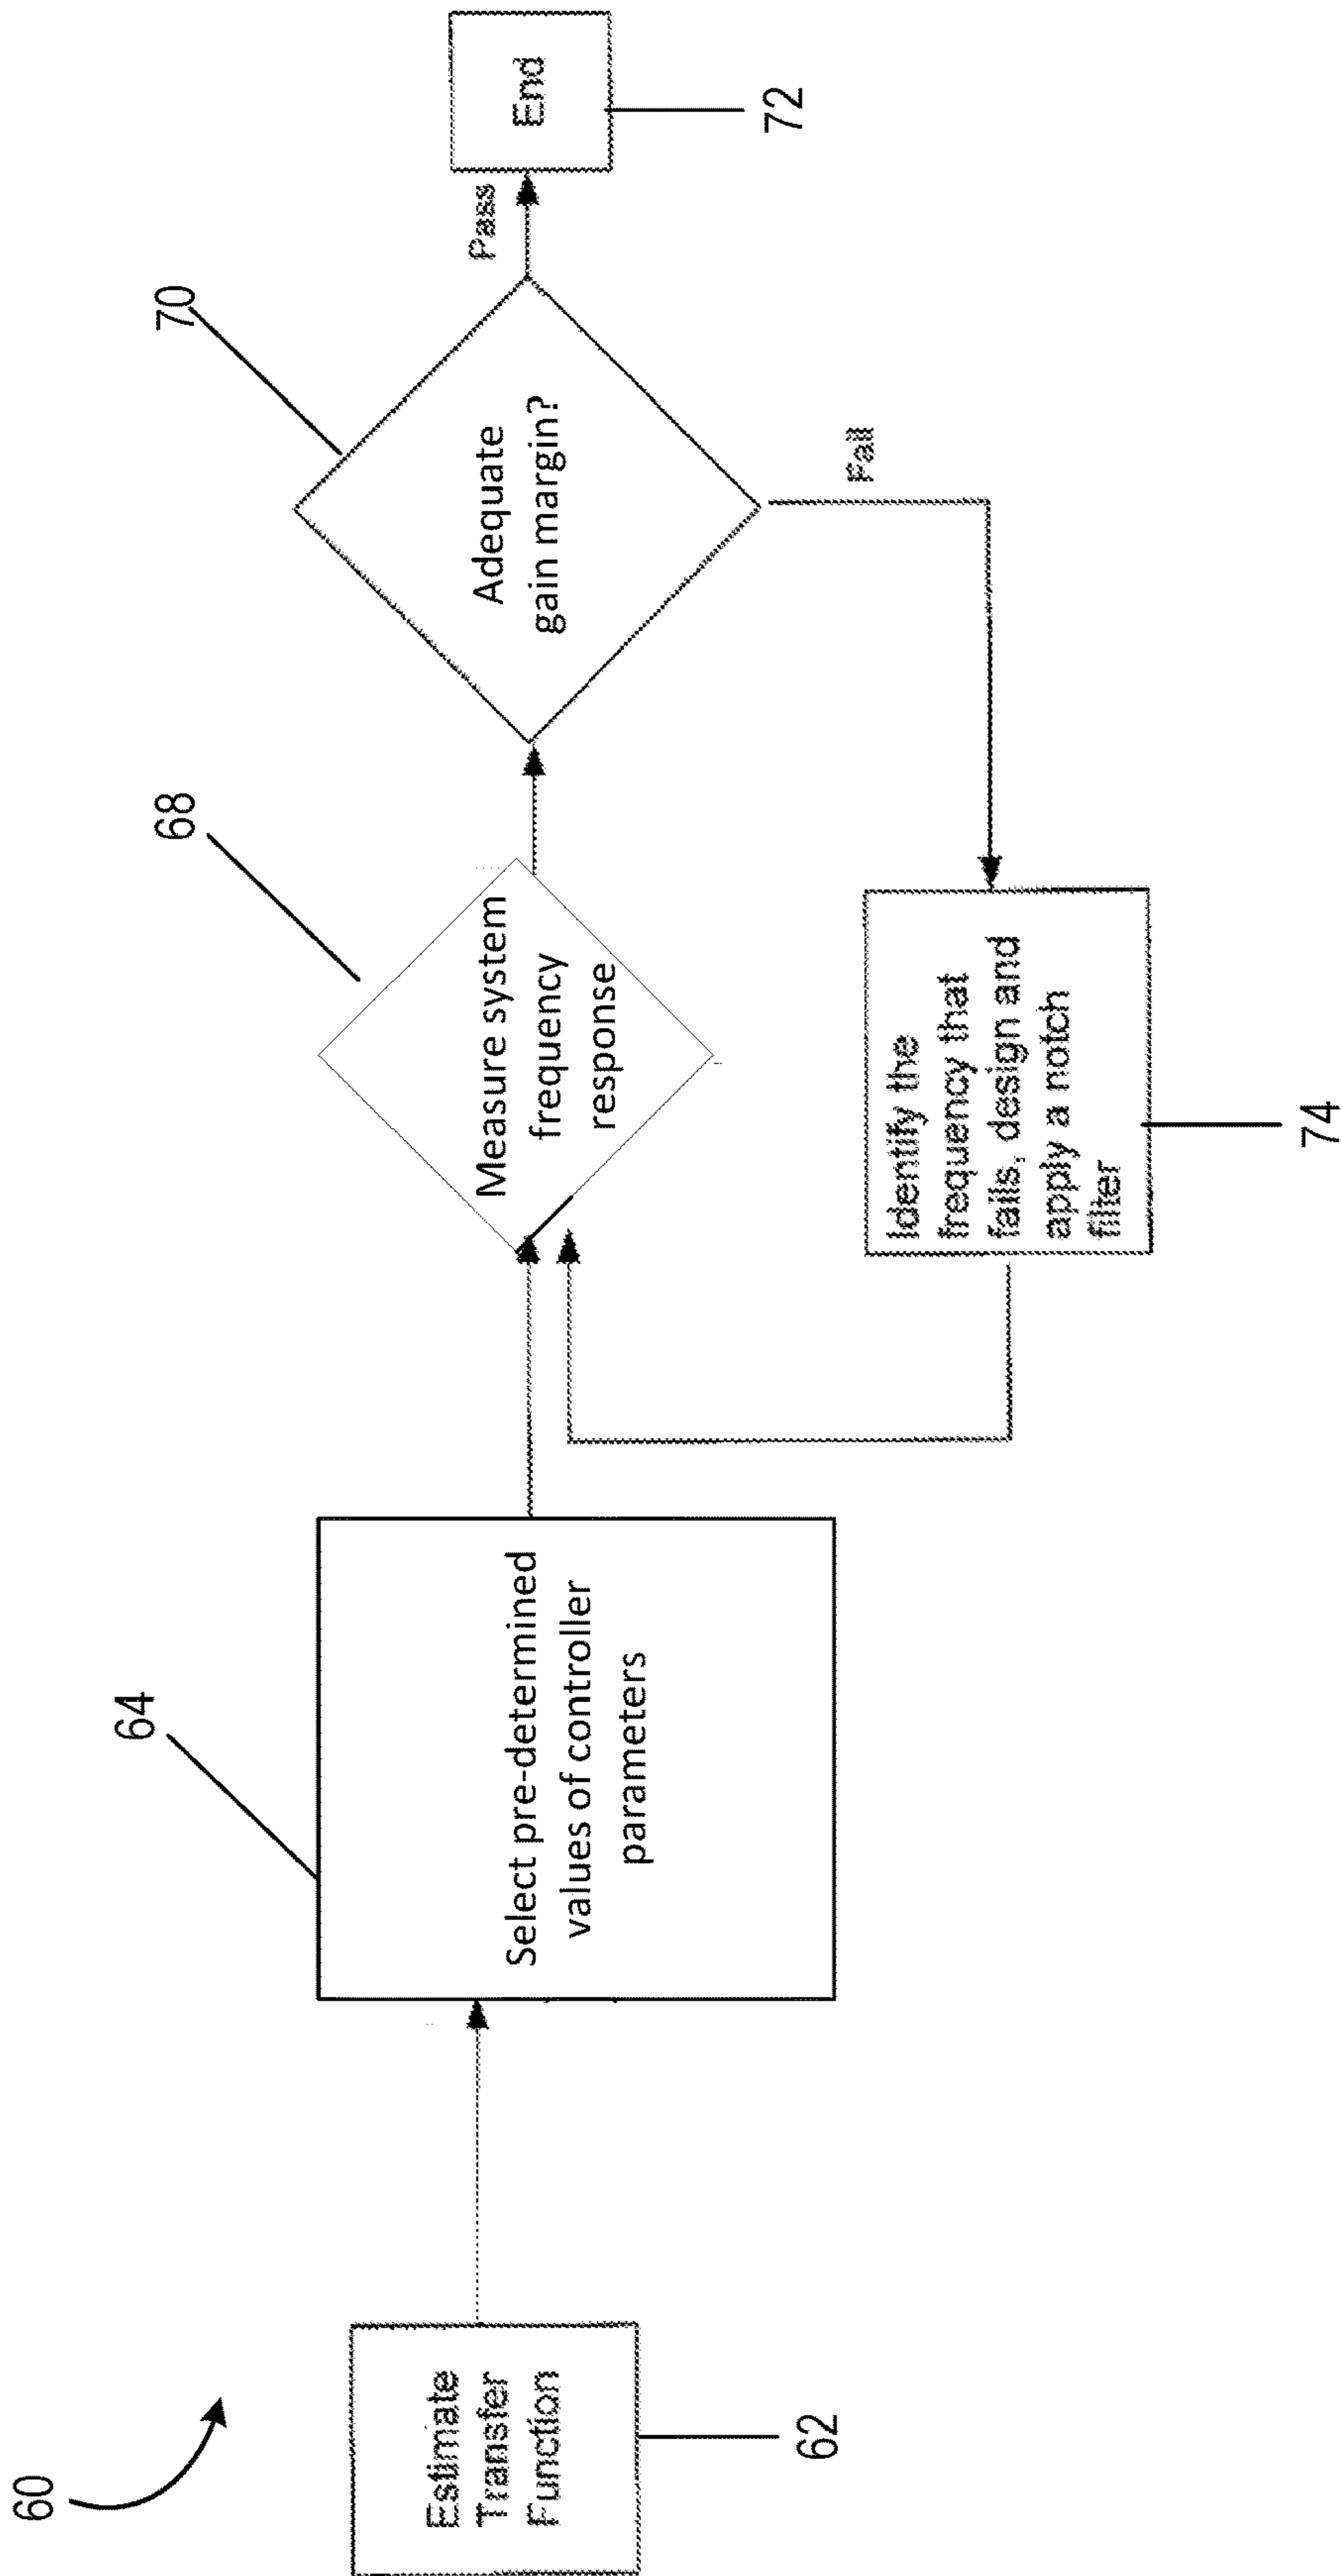 60
Estimate
Transfer
Function
62
64
Select pre-determined
values of controller
parameters
68
Measure system
frequency
response
70
Adequate
gain margin?
Pass
End
72
Fail
Identify the
frequency that
fails, design and
apply a notch
filter
74